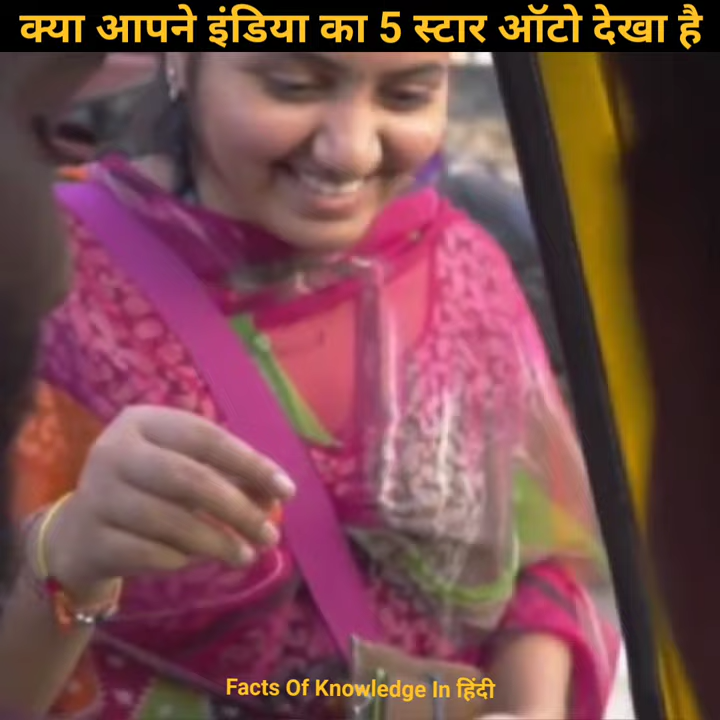 क्या आपने इंडिया का 5 स्टार ऑटो देखा है
Facts Of Knowledge In हिंदी